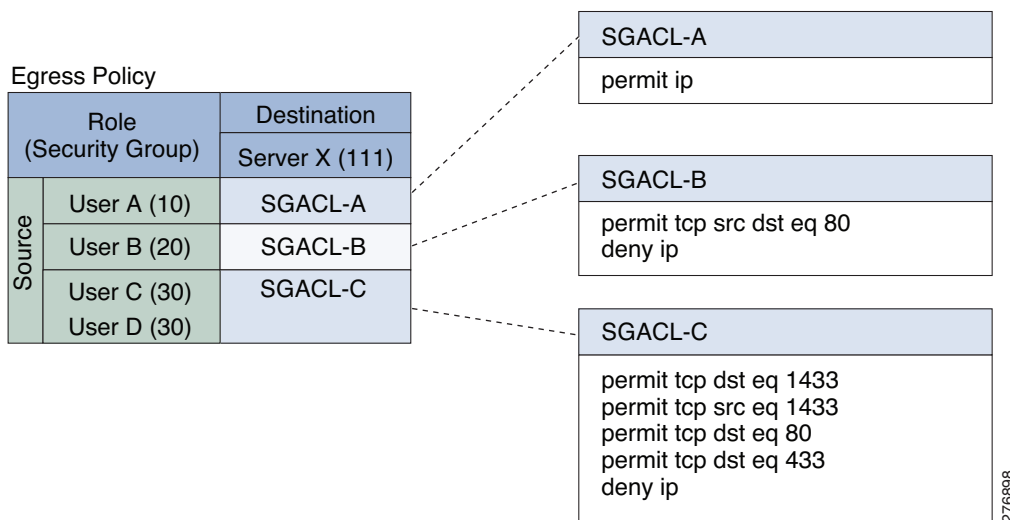 Egress Policy
Role
(Security Group)
Destination
Server X (111)
Source
User A (10)
SGACL-A
User B (20)
SGACL-B
User C (30)
User D (30)
SGACL-C
SGACL-A
permit ip
SGACL-B
permit tcp src dst eq 80
deny ip
SGACL-C
permit tcp dst eq 1433
permit tcp src eq 1433
permit tcp dst eq 80
permit tcp dst eq 433
deny ip
276898